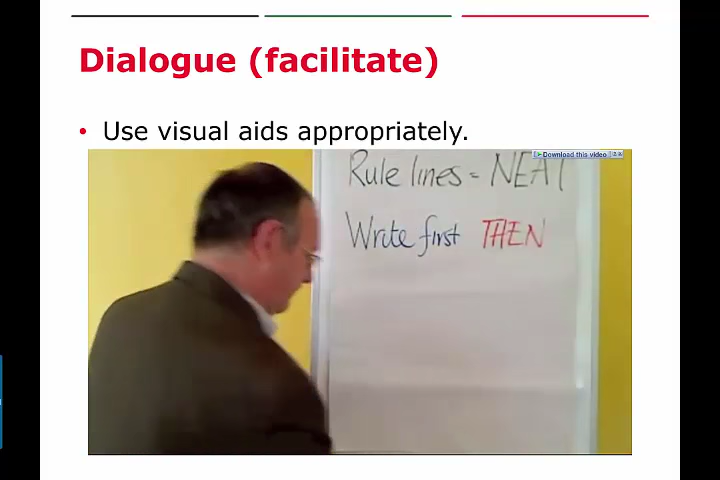 Dialogue (facilitate)
• Use visual aids appropriately.
Download this video
Rule lines = NEAT
Write first THEN